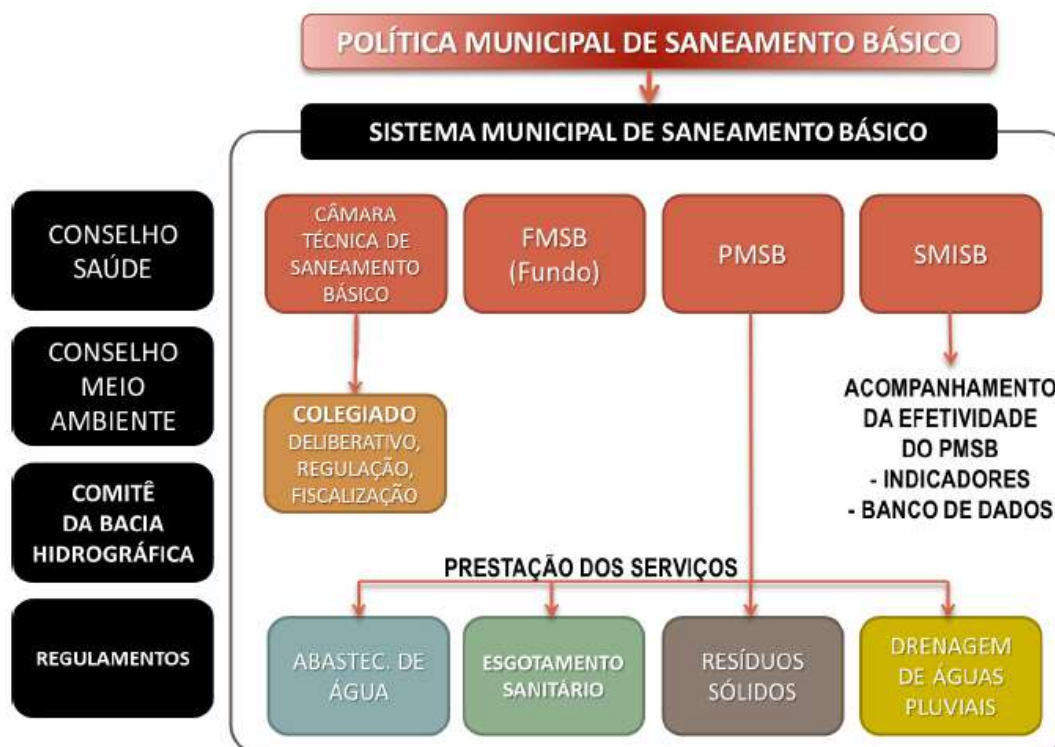 POLÍTICA MUNICIPAL DE SANEAMENTO BÁSICO
SISTEMA MUNICIPAL DE SANEAMENTO BÁSICO
CONSELHO
SAÚDE
CONSELHO
MEIO
AMBIENTE
COMITÊ
DA BACIA
HIDROGRÁFICA
REGULAMENTOS
CÂMARA
TÉCNICA DE
SANEAMENTO
BÁSICO
FMSB
(Fundo)
PMSB
SMISB
COLEGIADO
DELIBERATIVO,
REGULAÇÃO,
FISCALIZAÇÃO
ACOMPANHAMENTO
DA EFETIVIDADE
DO PMSB
- INDICADORES
- BANCO DE DADOS
PRESTAÇÃO DOS SERVIÇOS
ABASTEC. DE
ÁGUA
ESGOTAMENTO
SANITÁRIO
RESÍDUOS
SÓLIDOS
DRENAGEM
DE ÁGUAS
PLUVIAIS